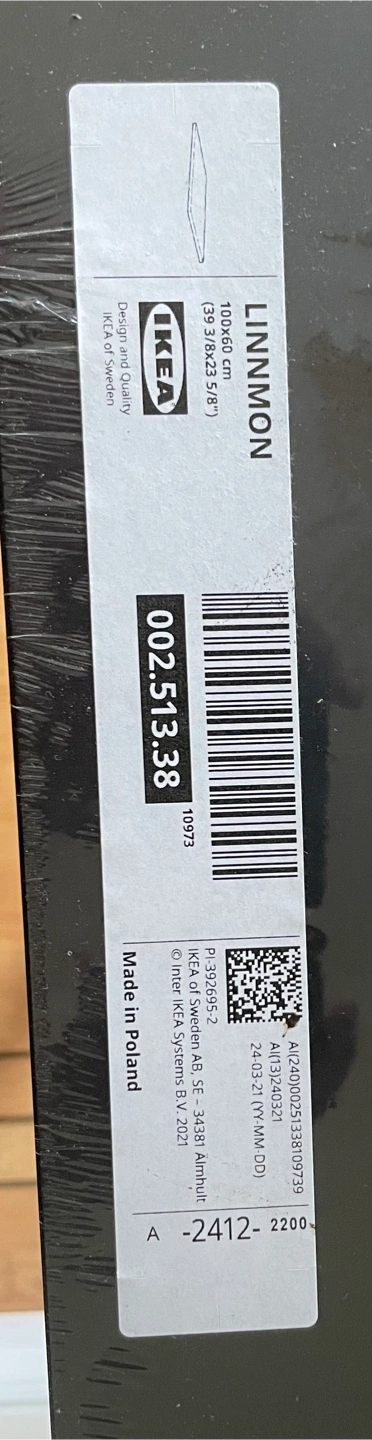 LINNMON
100x60 cm
(39 3/8x23 5/8")
IKEA
Design and Quality
IKEA of Sweden
002.513.38
10973
AI(240)00251338109739
AI(13)240321
24-03-21 (YY-MM-DD)
PI-392695-2
IKEA of Sweden AB, SE – 34381 Älmhult
© Inter IKEA Systems B.V. 2021
Made in Poland
A -2412- 2200